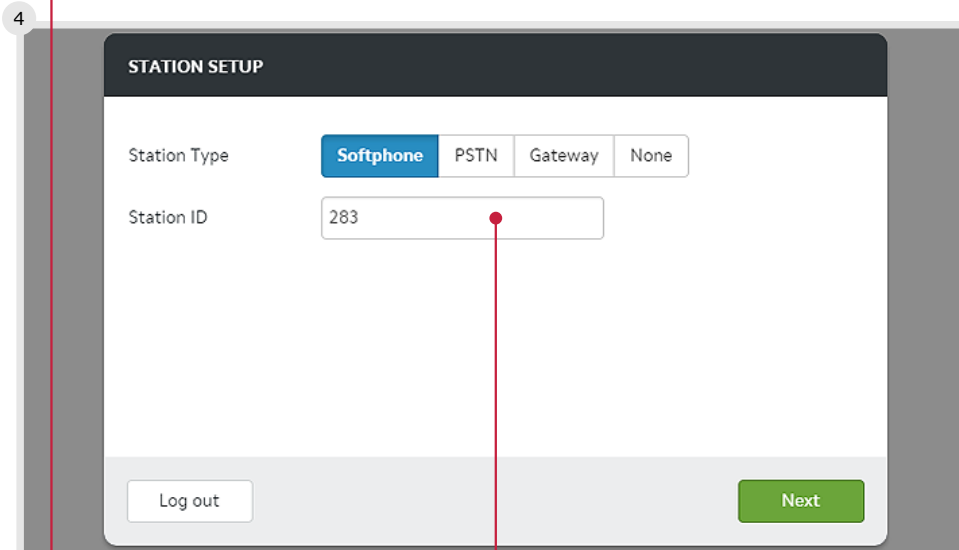 4
STATION SETUP
Station Type Softphone PSTN Gateway None
Station ID 283
Log out Next